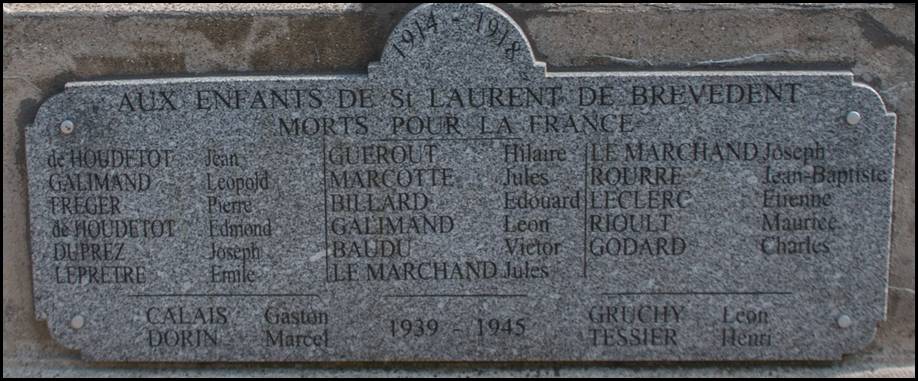 1914 - 1918
AUX ENFANTS DE St LAURENT DE BREVEDENT
MORTS POUR LA FRANCE
de HOUDETOT Jean
GALIMAND Leopold
FREGER Pierre
de HOUDETOT Edmond
DUPREZ Joseph
LEPRETRE Emile
GUEROUT Hilaire
MARCOTTE Jules
BILLARD Edouard
GALIMAND Leon
BAUDU Victor
LE MARCHAND Jules
LE MARCHAND Joseph
ROURRE Jean-Baptiste
LECLERC Etienne
RIOULT Maurice
GODARD Charles
CALAIS Gaston
DORIN Marcel
1939 - 1945
GRUCHY Leon
TESSIER Henri